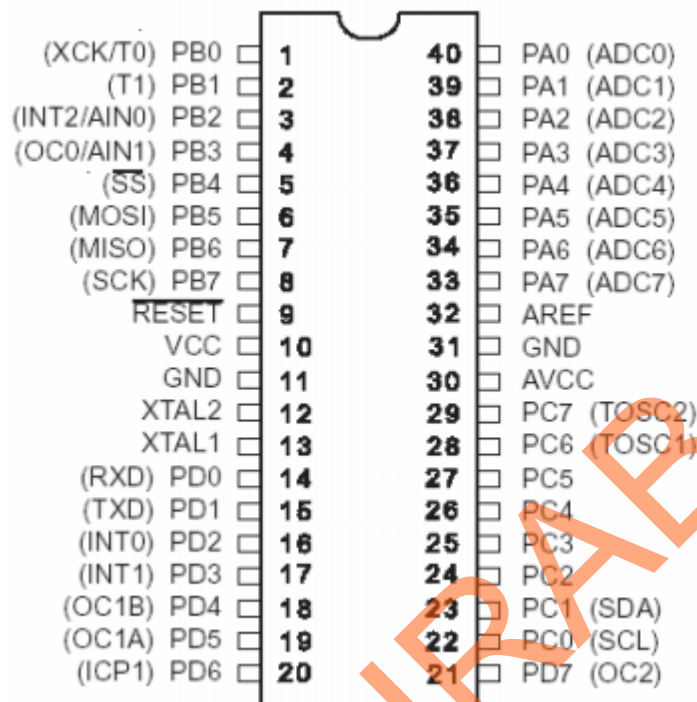 (XCK/T0) PB0 1 40 PA0 (ADC0)
(T1) PB1 2 39 PA1 (ADC1)
(INT2/AIN0) PB2 3 38 PA2 (ADC2)
(OC0/AIN1) PB3 4 37 PA3 (ADC3)
(SS) PB4 5 36 PA4 (ADC4)
(MOSI) PB5 6 35 PA5 (ADC5)
(MISO) PB6 7 34 PA6 (ADC6)
(SCK) PB7 8 33 PA7 (ADC7)
RESET 9 32 AREF
VCC 10 31 GND
GND 11 30 AVCC
XTAL2 12 29 PC7 (TOSC2)
XTAL1 13 28 PC6 (TOSC1)
(RXD) PD0 14 27 PC5
(TXD) PD1 15 26 PC4
(INT0) PD2 16 25 PC3
(INT1) PD3 17 24 PC2
(OC1B) PD4 18 23 PC1 (SDA)
(OC1A) PD5 19 22 PC0 (SCL)
(ICP1) PD6 20 21 PD7 (OC2)